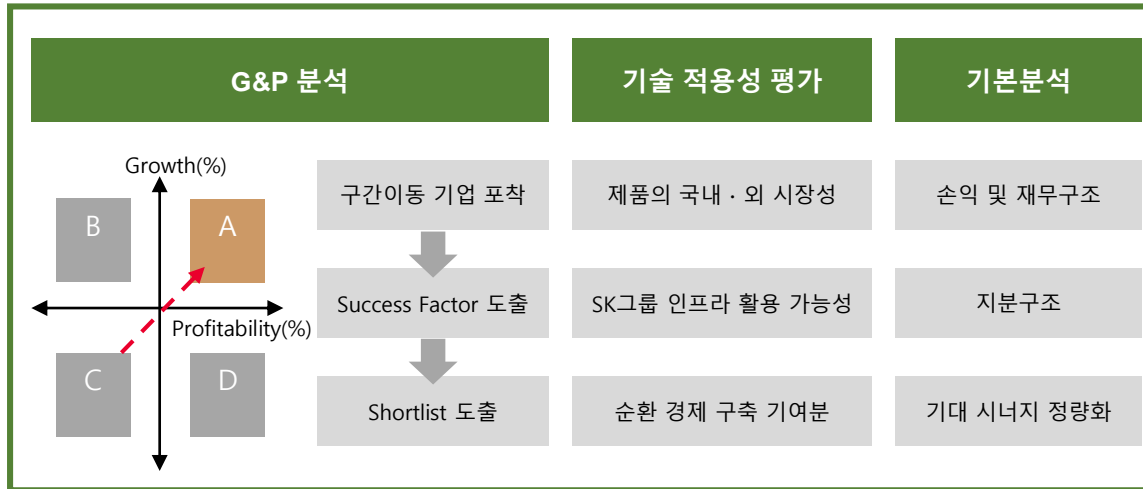 G&P 분석
기술 적용성 평가
기본분석
Growth(%)
B
A
Profitability(%)
C
D
구간이동 기업 포착
Success Factor 도출
Shortlist 도출
제품의 국내 · 외 시장성
SK그룹 인프라 활용 가능성
순환 경제 구축 기여분
손익 및 재무구조
지분구조
기대 시너지 정량화